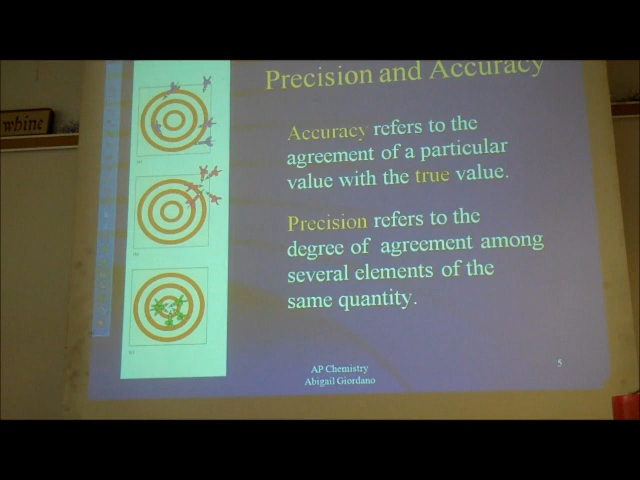 whine
Precision and Accuracy
Accuracy refers to the
agreement of a particular
value with the true value.
Precision refers to the
degree of agreement among
several elements of the
same quantity.
AP Chemistry
Abigail Giordano
5